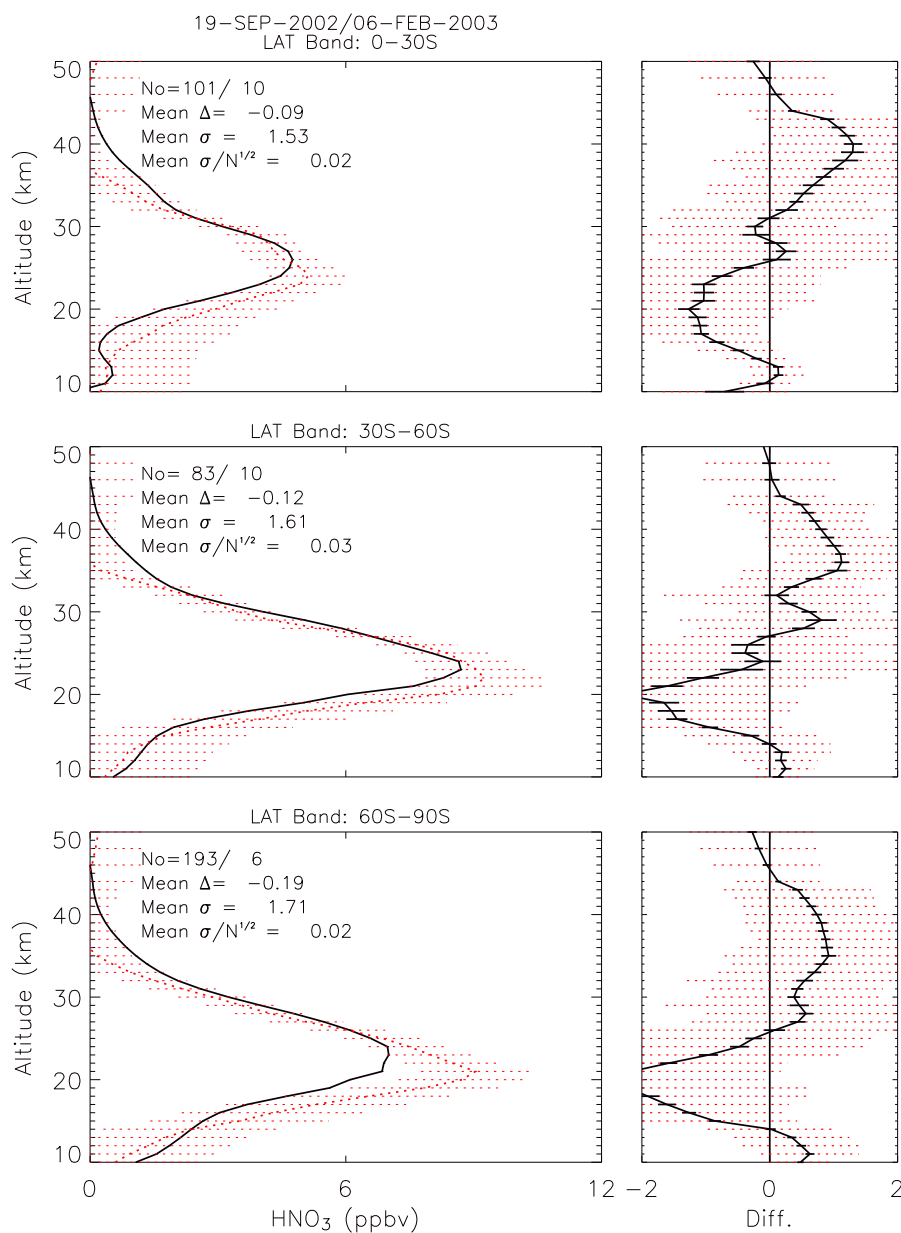 19-SEP-2002/06-FEB-2003
LAT Band: 0-30S
No=101/ 10
Mean Δ= -0.09
Mean σ = 1.53
Mean σ/N^1/2 = 0.02
50
40
30
20
10
Altitude (km)
0
6
12
-2
0
2
LAT Band: 30S-60S
No= 83/ 10
Mean Δ= -0.12
Mean σ = 1.61
Mean σ/N^1/2 = 0.03
50
40
30
20
10
Altitude (km)
LAT Band: 60S-90S
No=193/ 6
Mean Δ= -0.19
Mean σ = 1.71
Mean σ/N^1/2 = 0.02
50
40
30
20
10
Altitude (km)
HNO₃ (ppbv)
Diff.